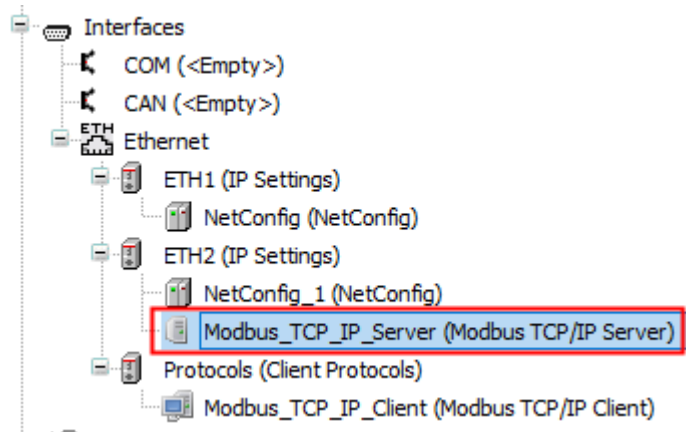 Interfaces
COM (<Empty>)
CAN (<Empty>)
ETH Ethernet
ETH1 (IP Settings)
NetConfig (NetConfig)
ETH2 (IP Settings)
NetConfig_1 (NetConfig)
Modbus_TCP_IP_Server (Modbus TCP/IP Server)
Protocols (Client Protocols)
Modbus_TCP_IP_Client (Modbus TCP/IP Client)